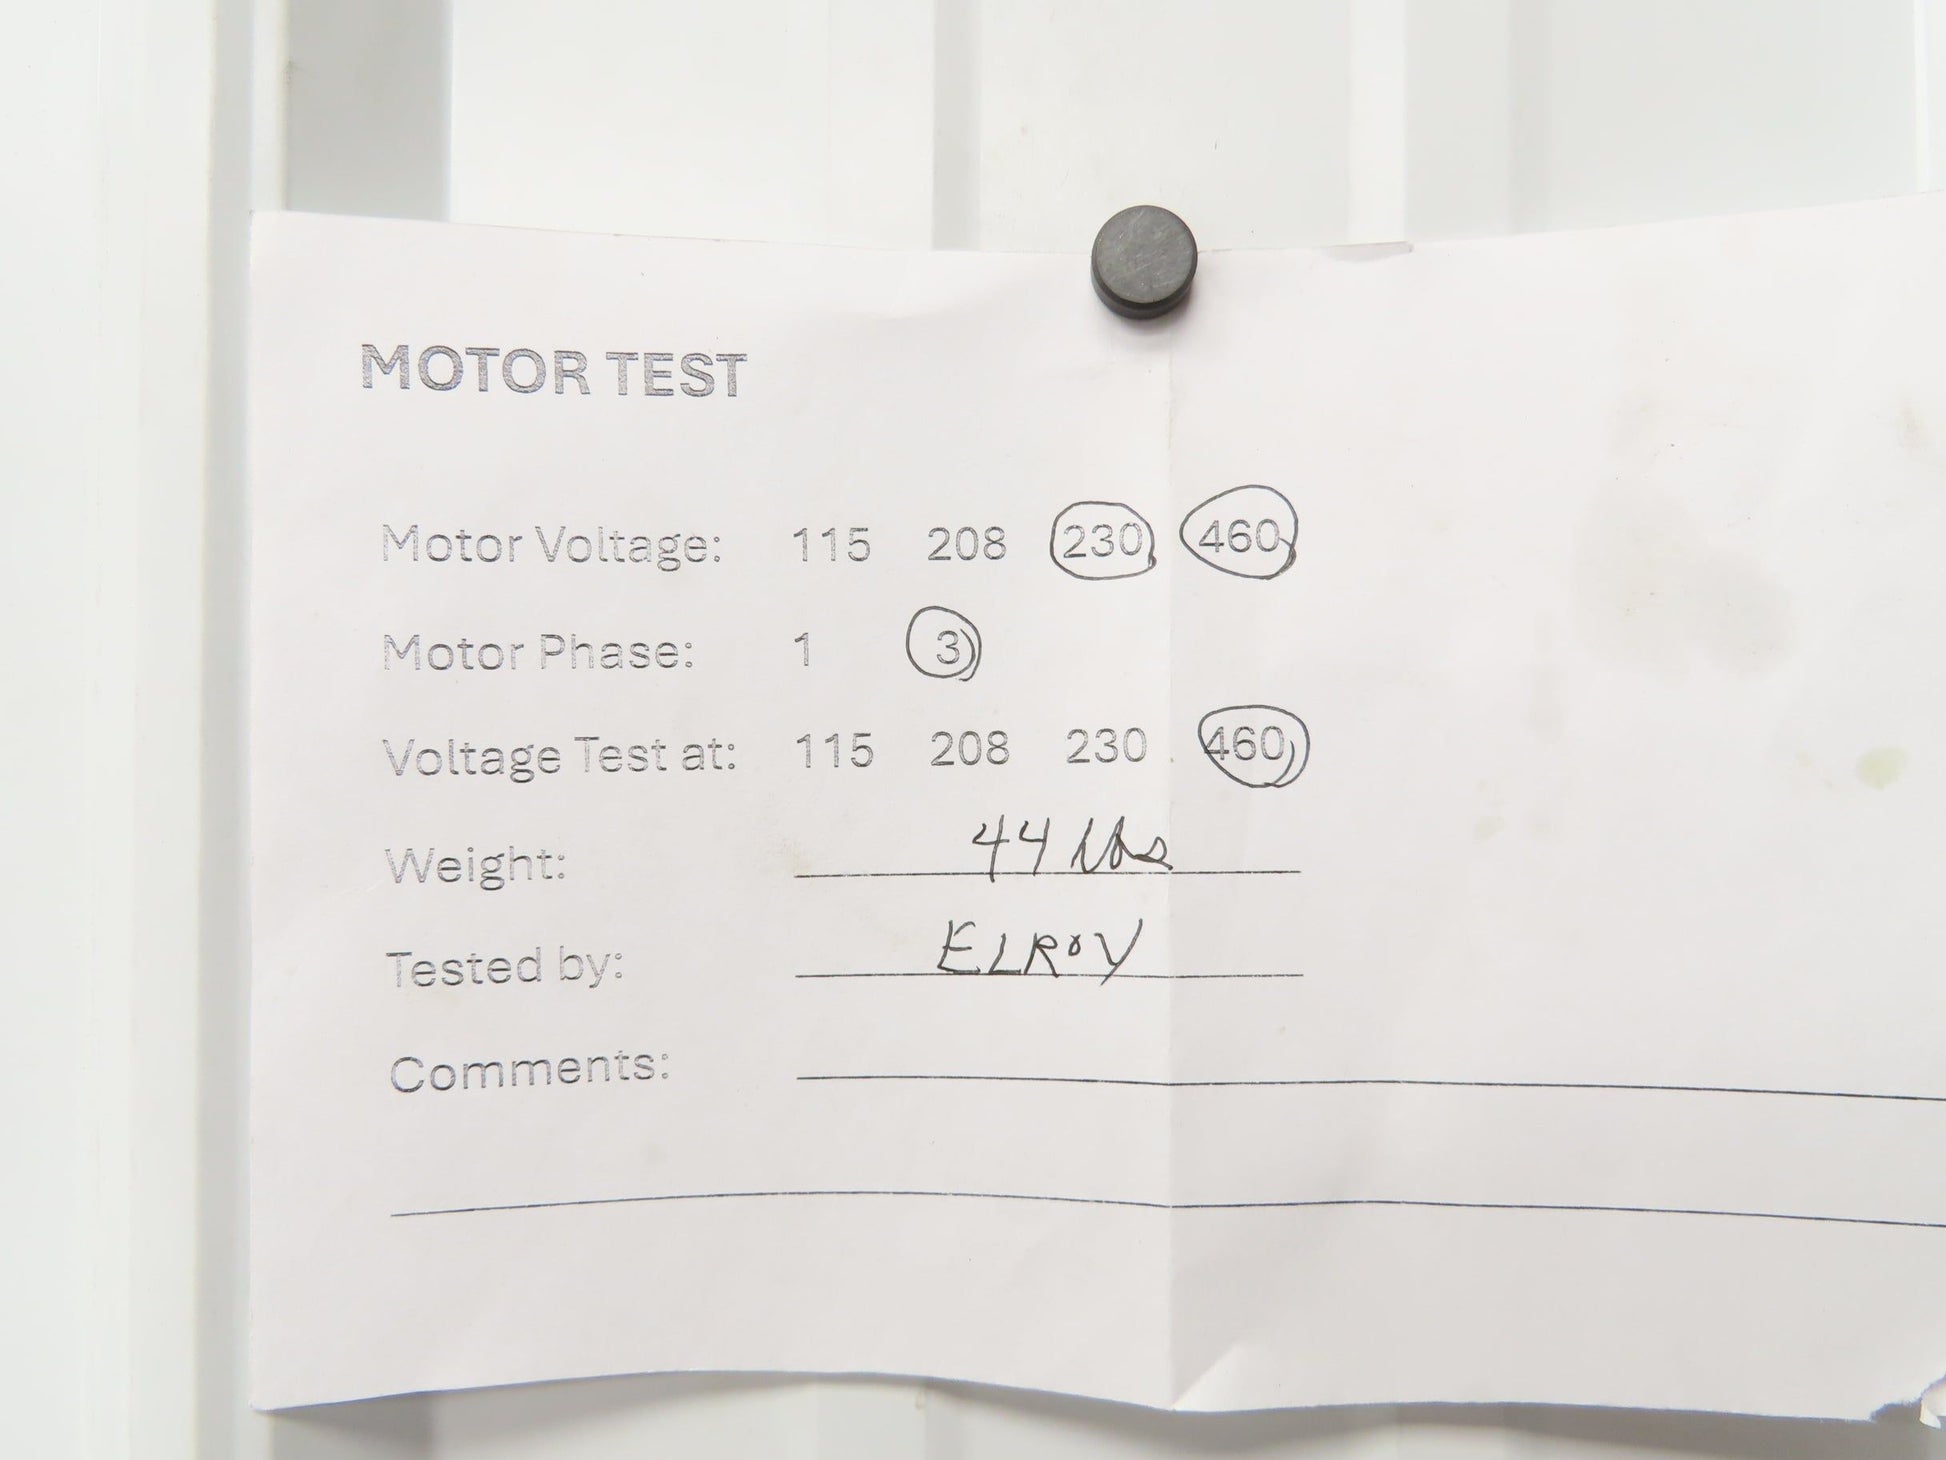 MOTOR TEST
Motor Voltage: 115 208 230 460
Motor Phase: 1 3
Voltage Test at: 115 208 230 460
Weight: 44 lbs
Tested by: ELROY
Comments: